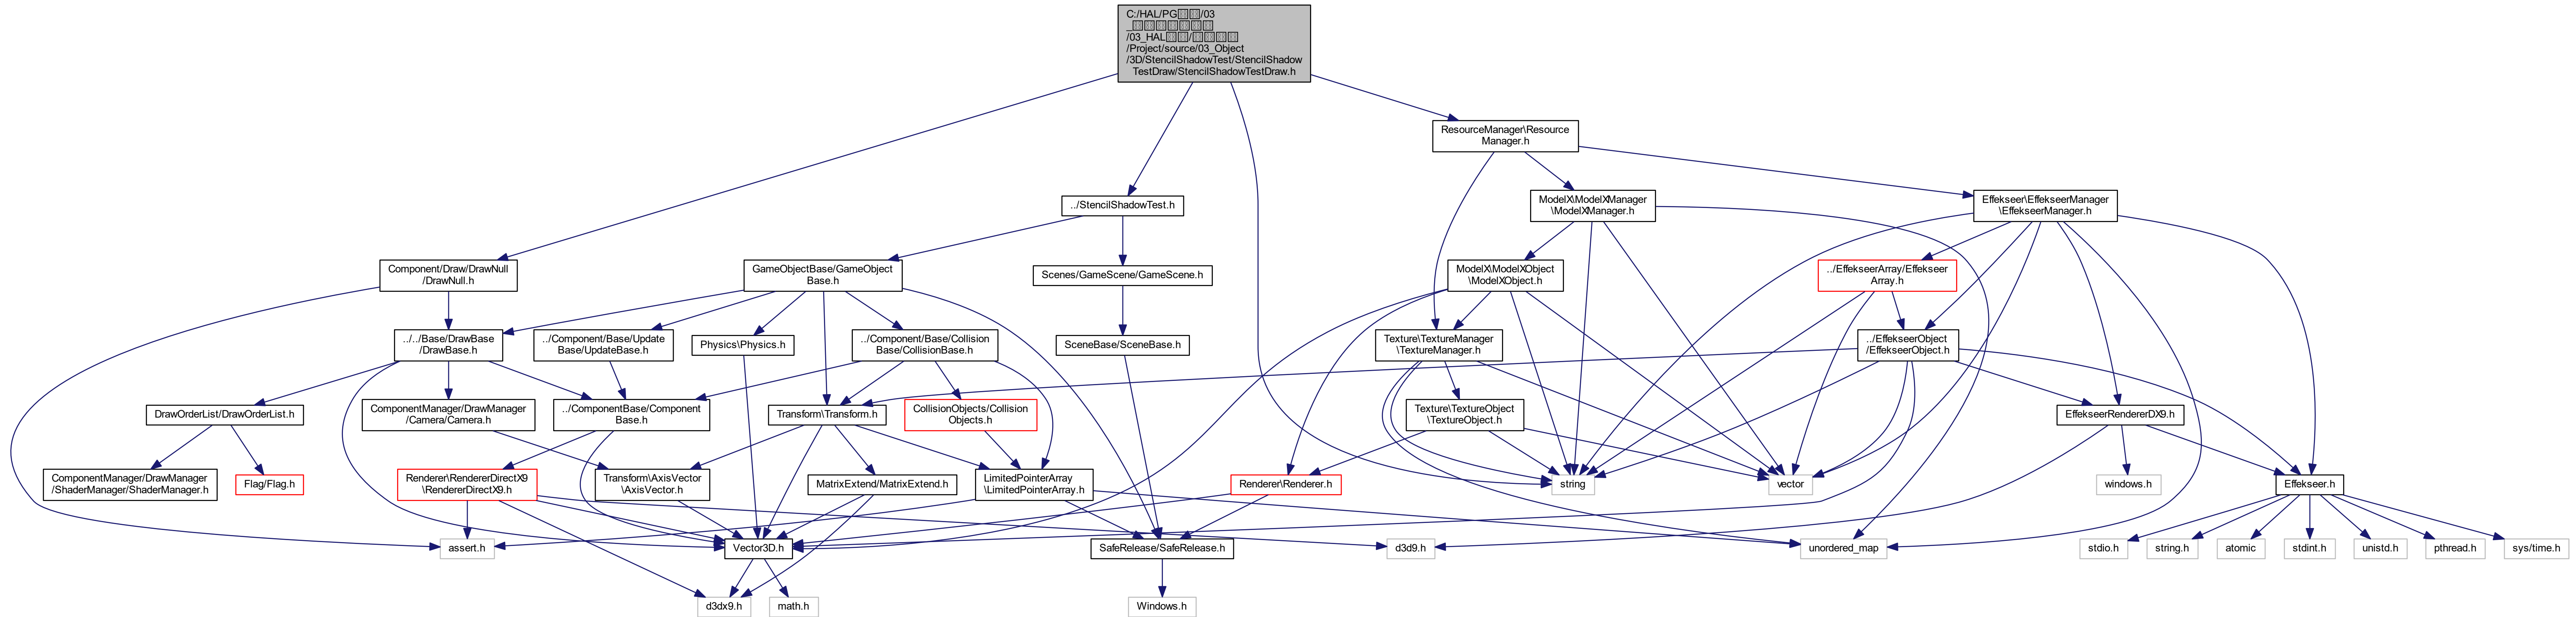 C:/HAL/PG/03
_
/03_HAL/
/Project/source/03_Object
/3D/StencilShadowTest/StencilShadow
TestDraw/StencilShadowTestDraw.h
ResourceManager\Resource
Manager.h
../StencilShadowTest.h
ModelX\ModelXManager
\ModelXManager.h
Effekseer\EffekseerManager
\EffekseerManager.h
Component/Draw/DrawNull
/DrawNull.h
GameObjectBase/GameObject
Base.h
Scenes/GameScene/GameScene.h
ModelX\ModelXObject
\ModelXObject.h
../EffekseerArray/Effekseer
Array.h
../../Base/DrawBase
/DrawBase.h
../Component/Base/Update
Base/UpdateBase.h
Physics\Physics.h
../Component/Base/Collision
Base/CollisionBase.h
SceneBase/SceneBase.h
Texture\TextureManager
\TextureManager.h
../EffekseerObject
/EffekseerObject.h
DrawOrderList/DrawOrderList.h
ComponentManager/DrawManager
/Camera/Camera.h
../ComponentBase/Component
Base.h
Transform\Transform.h
CollisionObjects/Collision
Objects.h
Texture\TextureObject
\TextureObject.h
EffekseerRendererDX9.h
ComponentManager/DrawManager
/ShaderManager/ShaderManager.h
Flag/Flag.h
Renderer\RendererDirectX9
\RendererDirectX9.h
Transform\AxisVector
\AxisVector.h
MatrixExtend/MatrixExtend.h
LimitedPointerArray
\LimitedPointerArray.h
Renderer\Renderer.h
string
vector
windows.h
Effekseer.h
assert.h
Vector3D.h
SafeRelease/SafeRelease.h
d3d9.h
unordered_map
stdio.h
string.h
atomic
stdint.h
unistd.h
pthread.h
sys/time.h
d3dx9.h
math.h
Windows.h